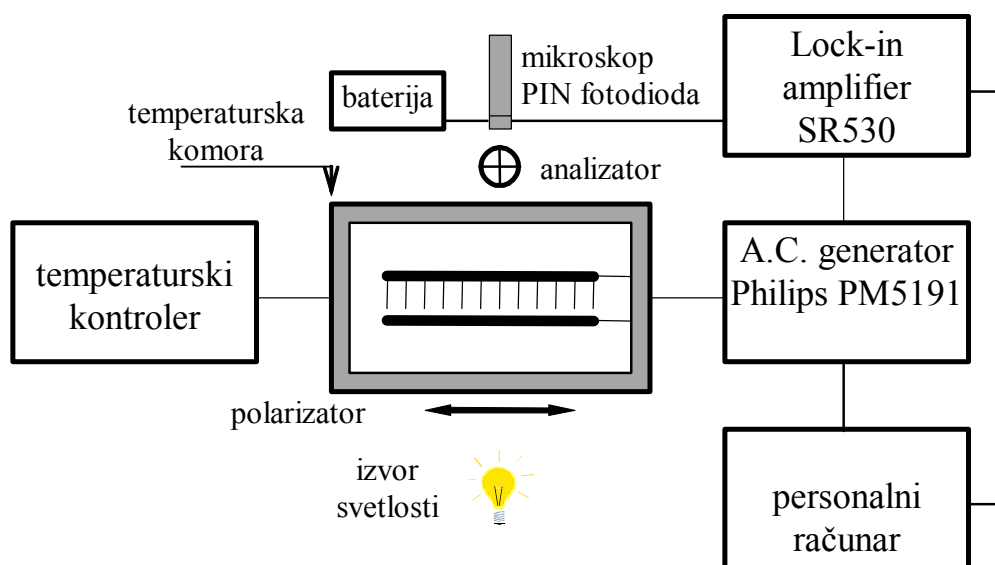 mikroskop
PIN fotodioda
baterija
Lock-in
amplifier
SR530
temperaturska
komora
analizator
temperaturski
kontroler
A.C. generator
Philips PM5191
polarizator
izvor
svetlosti
personalni
računar